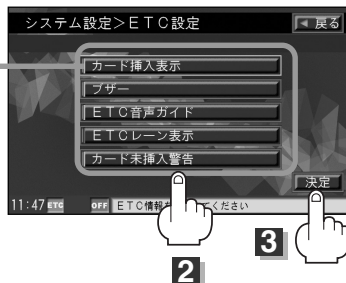 システム設定>ETC設定
戻る
カード挿入表示
ブザー
ETC音声ガイド
ETCレーン表示
カード未挿入警告
決定
11:47 ETC OFF ETC情報を ください
3
2